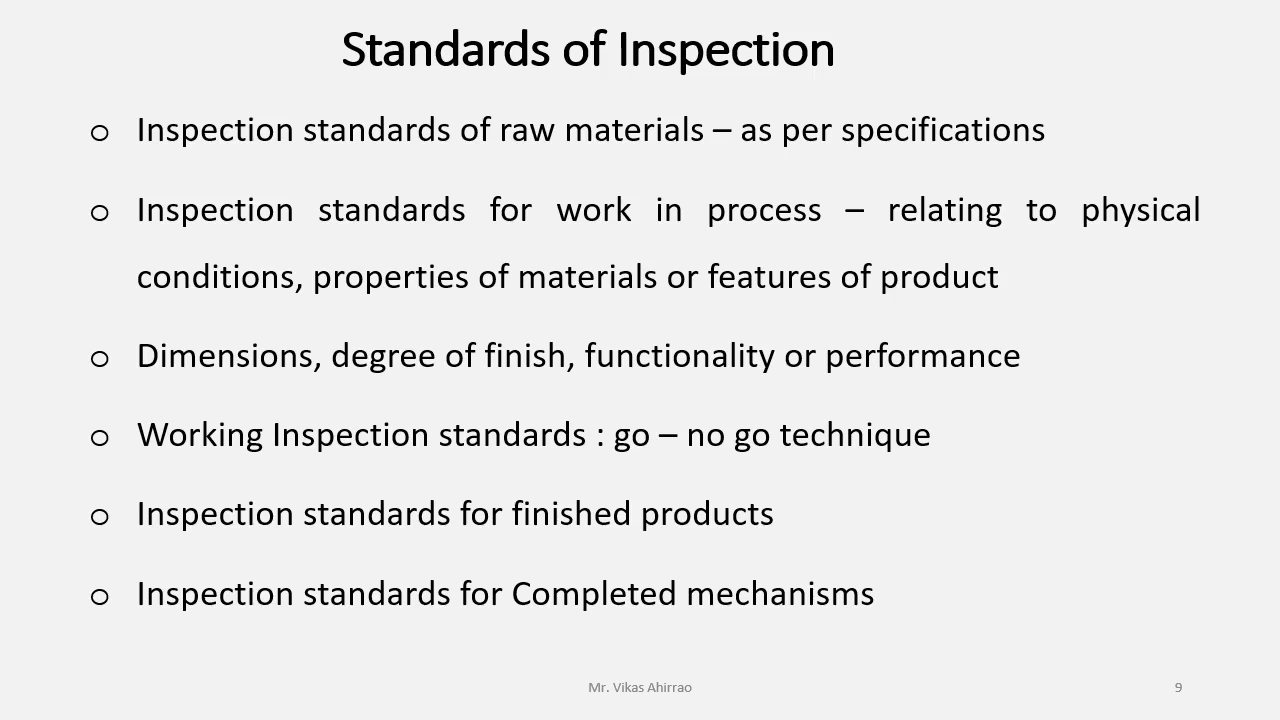 Standards of Inspection
o Inspection standards of raw materials – as per specifications
o Inspection standards for work in process – relating to physical
conditions, properties of materials or features of product
o Dimensions, degree of finish, functionality or performance
o Working Inspection standards : go – no go technique
o Inspection standards for finished products
o Inspection standards for Completed mechanisms
Mr. Vikas Ahirrao
9